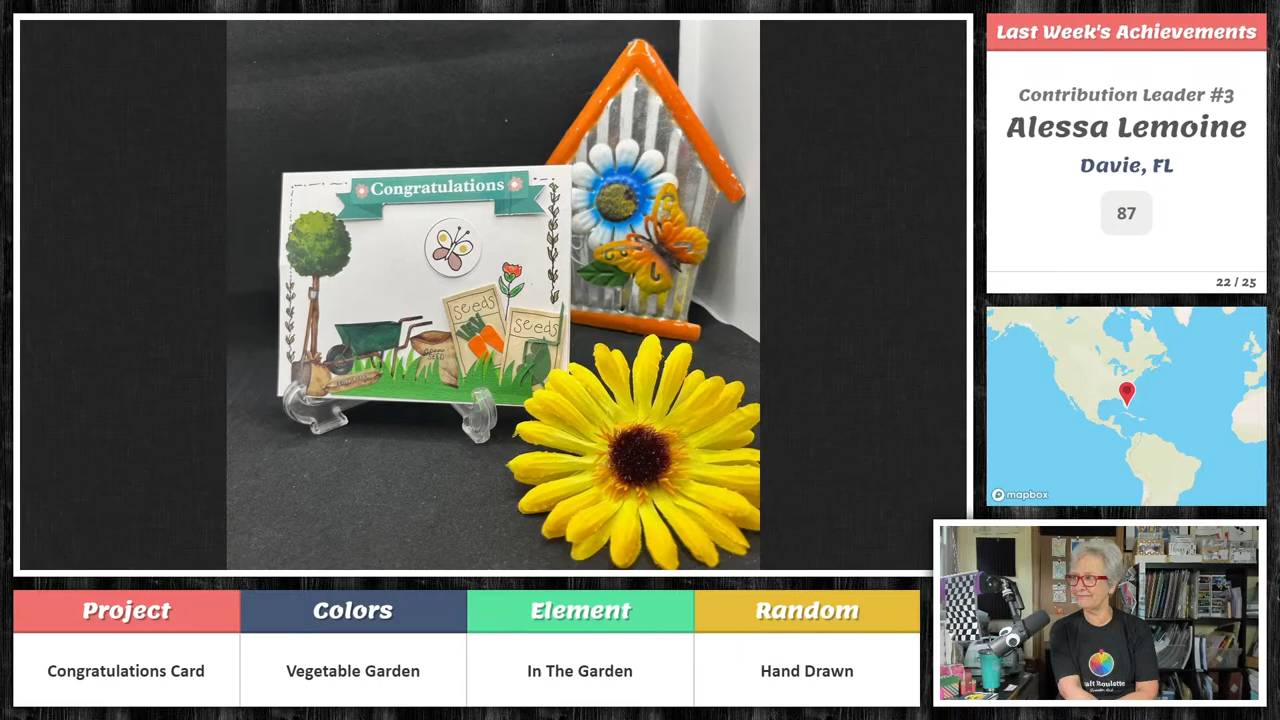 Congratulations
seeds
seeds
Last Week's Achievements
Contribution Leader #3
Alessa Lemoine
Davie, FL
87
22 / 25
mapbox
Project
Colors
Element
Random
Congratulations Card
Vegetable Garden
In The Garden
Hand Drawn